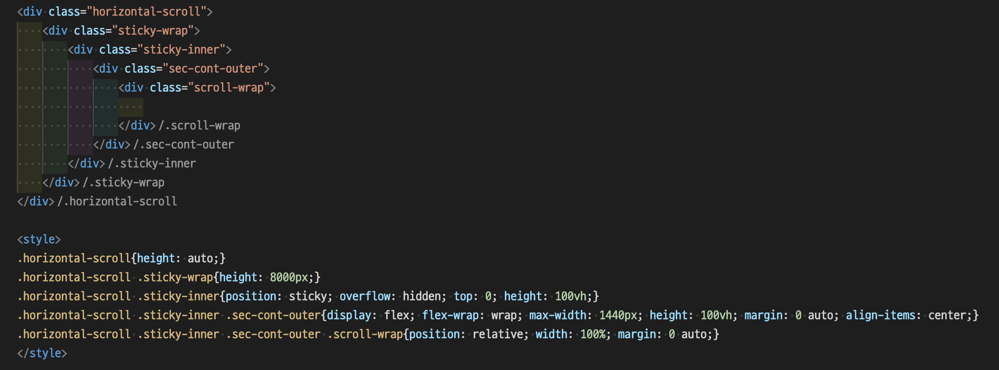 <div class="horizontal-scroll">
<div class="sticky-wrap">
<div class="sticky-inner">
<div class="sec-cont-outer">
<div class="scroll-wrap">
</div>/.scroll-wrap
</div>/.sec-cont-outer
</div>/.sticky-inner
</div>/.sticky-wrap
</div>/.horizontal-scroll
<style>
.horizontal-scroll{height: auto;}
.horizontal-scroll .sticky-wrap{height: 8000px;}
.horizontal-scroll .sticky-inner{position: sticky; overflow: hidden; top: 0; height: 100vh;}
.horizontal-scroll .sticky-inner .sec-cont-outer{display: flex; flex-wrap: wrap; max-width: 1440px; height: 100vh; margin: 0 auto; align-items: center;}
.horizontal-scroll .sticky-inner .sec-cont-outer .scroll-wrap{position: relative; width: 100%; margin: 0 auto;}
</style>